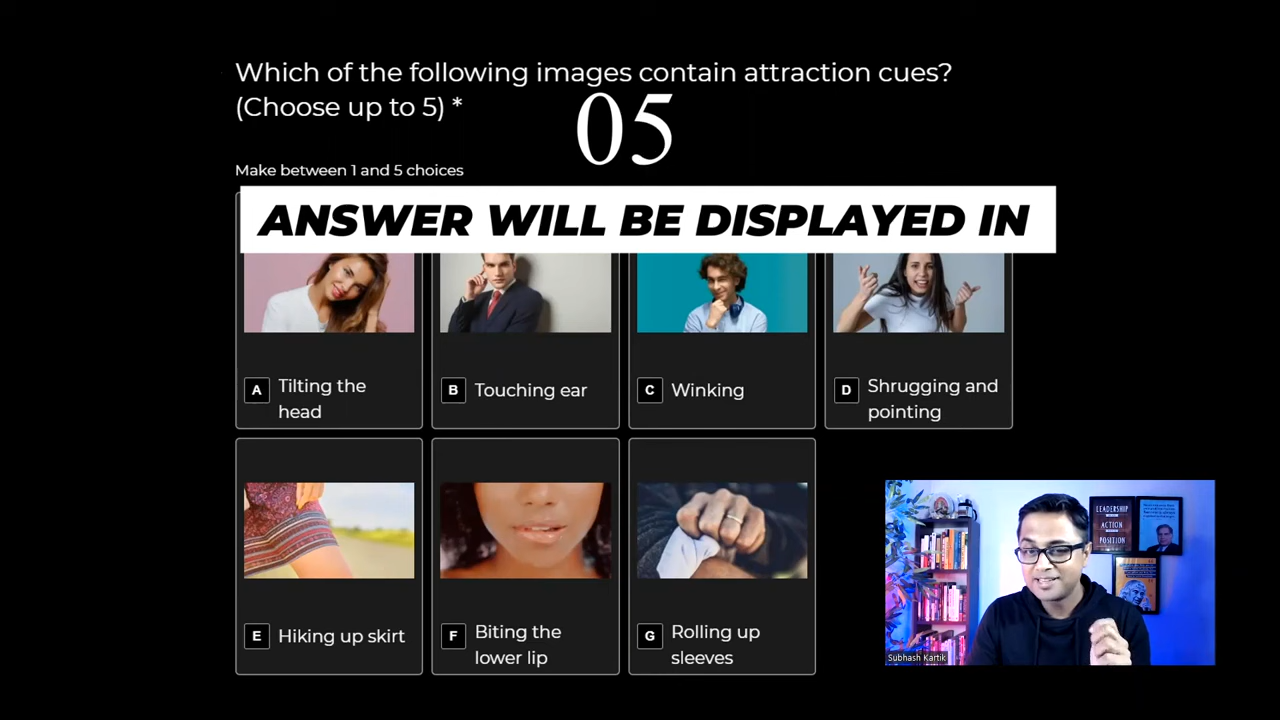 Which of the following images contain attraction cues?
(Choose up to 5) *
05
Make between 1 and 5 choices
ANSWER WILL BE DISPLAYED IN
A Tilting the
head
B Touching ear
C Winking
D Shrugging and
pointing
E Hiking up skirt
F Biting the
lower lip
G Rolling up
sleeves
LEADERSHIP
ACTION
POSITION
Subhash Kartik